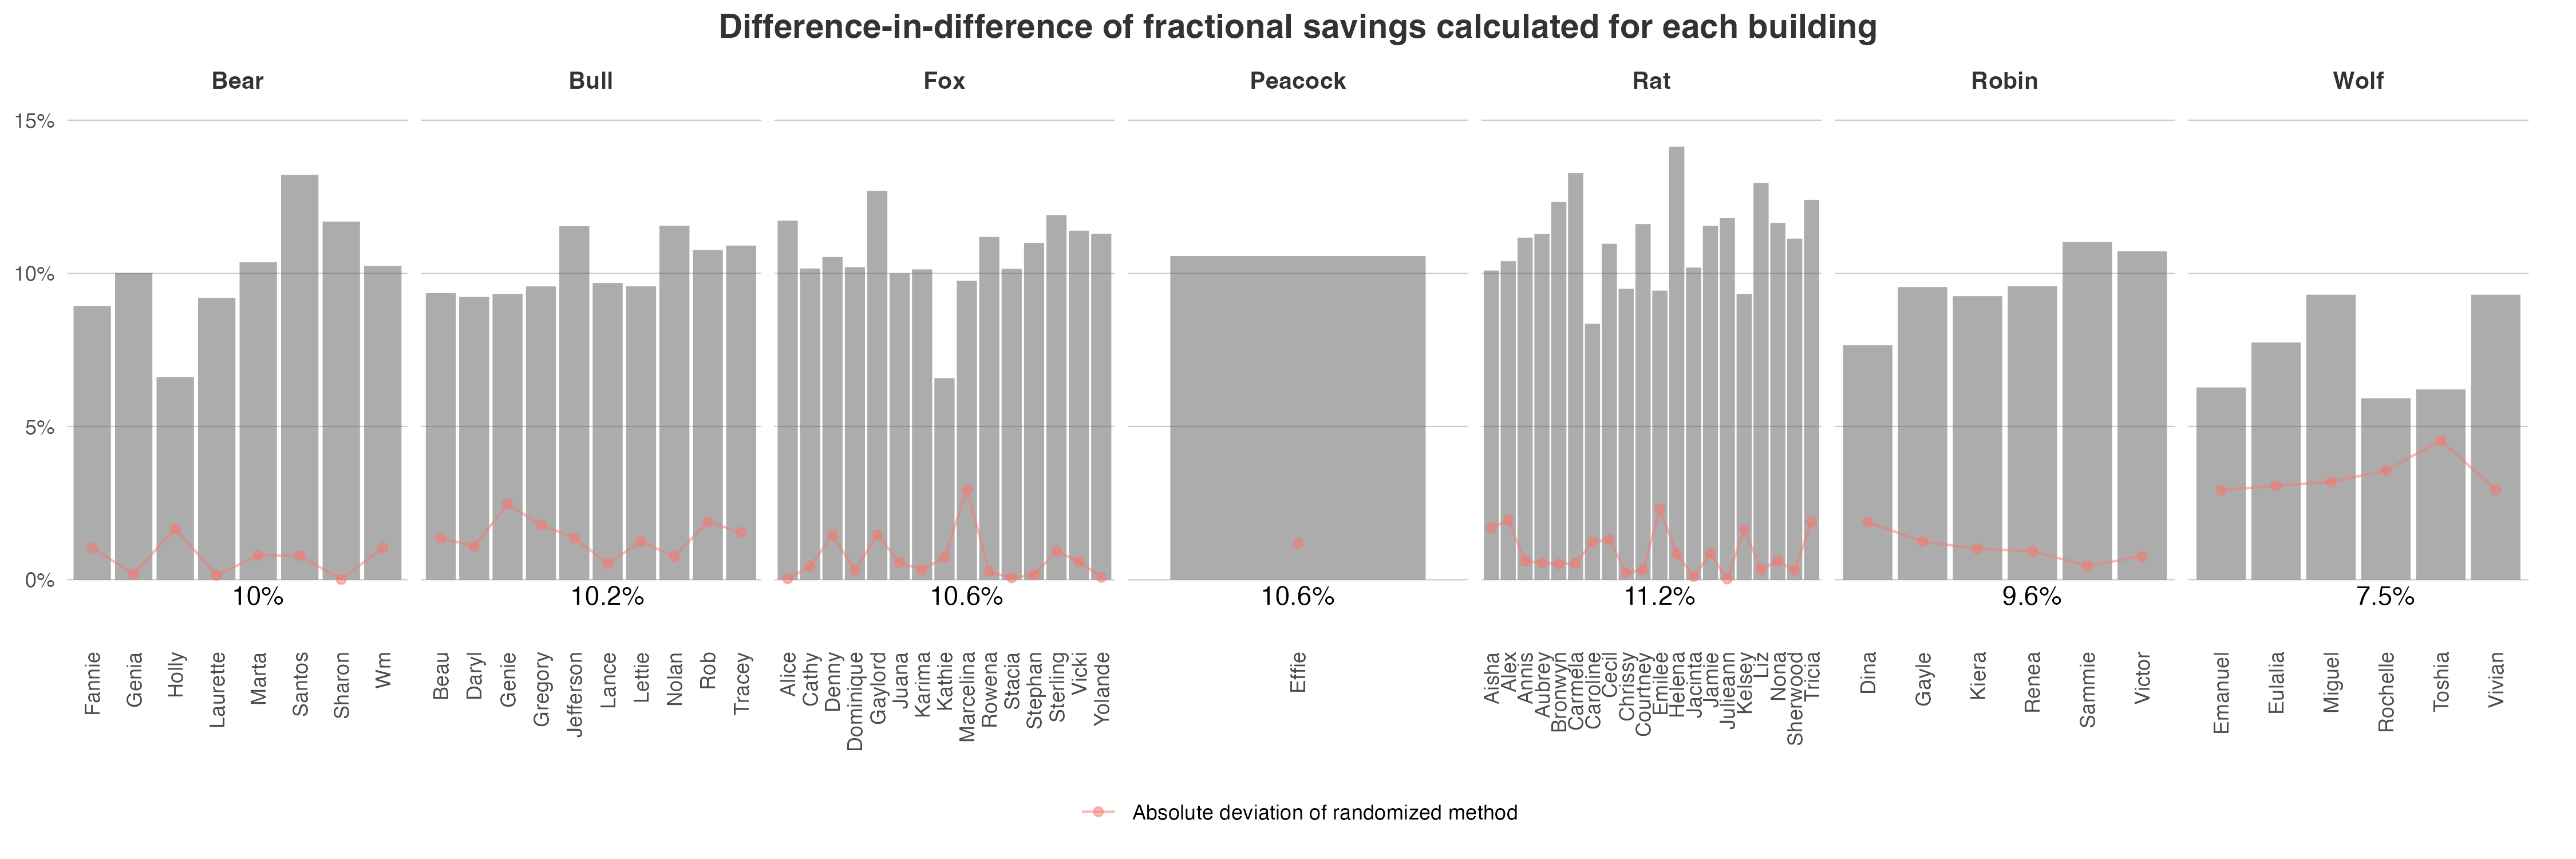 Difference-in-difference of fractional savings calculated for each building
Bear Bull Fox Peacock Rat Robin Wolf
15%
10%
5%
0%
10% 10.2% 10.6% 10.6% 11.2% 9.6% 7.5%
Fannie Genia Holly Laurette Marta Santos Sharon Wm Beau Daryl Genie Gregory Jefferson Lance Lettie Nolan Rob Tracey Alice Cathy Denny Dominique Gaylord Juana Karima Kathie Marcelina Rowena Stacia Stephan Sterling Vicki Yolande Effie Aisha Alex Annis Aubrey Bronwyn Carmela Caroline Cecil Chrissy Courtney Emilee Helena Jacinta Jamie Julieann Kelsey Liz Nona Sherwood Tricia Dina Gayle Kiera Renea Sammie Victor Emanuel Eulalia Miguel Rochelle Toshia Vivian
Absolute deviation of randomized method